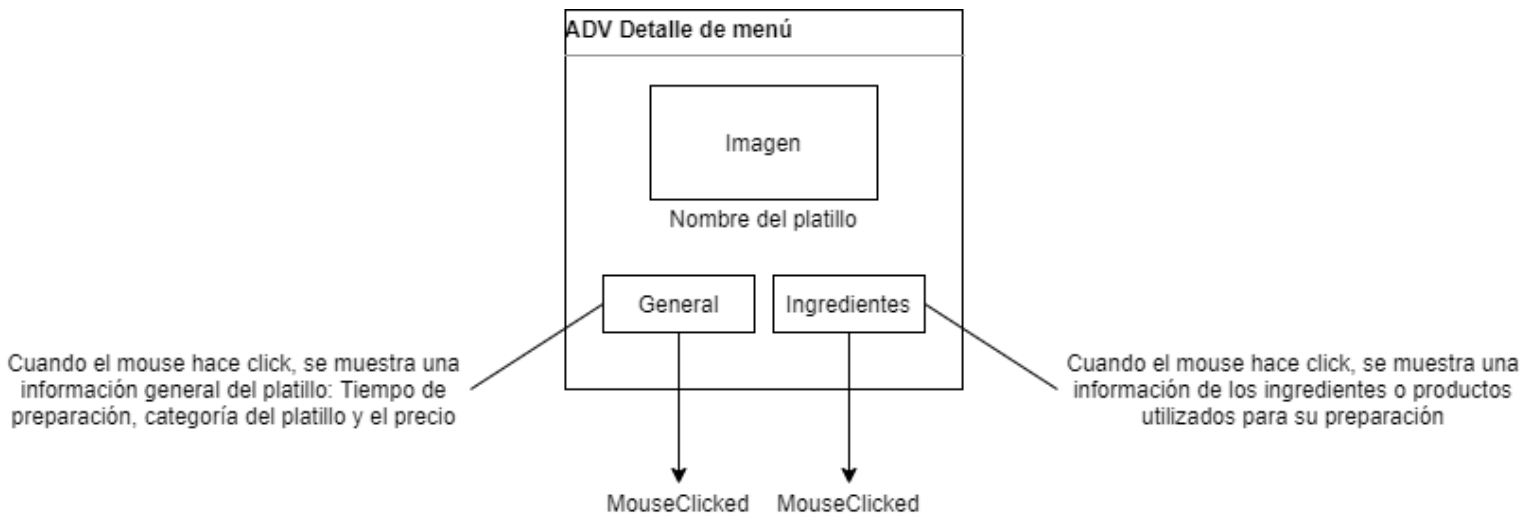 ADV Detalle de menú
Imagen
Nombre del platillo
General
Ingredientes
Cuando el mouse hace click, se muestra una
información general del platillo: Tiempo de
preparación, categoría del platillo y el precio
Cuando el mouse hace click, se muestra una
información de los ingredientes o productos
utilizados para su preparación
MouseClicked
MouseClicked